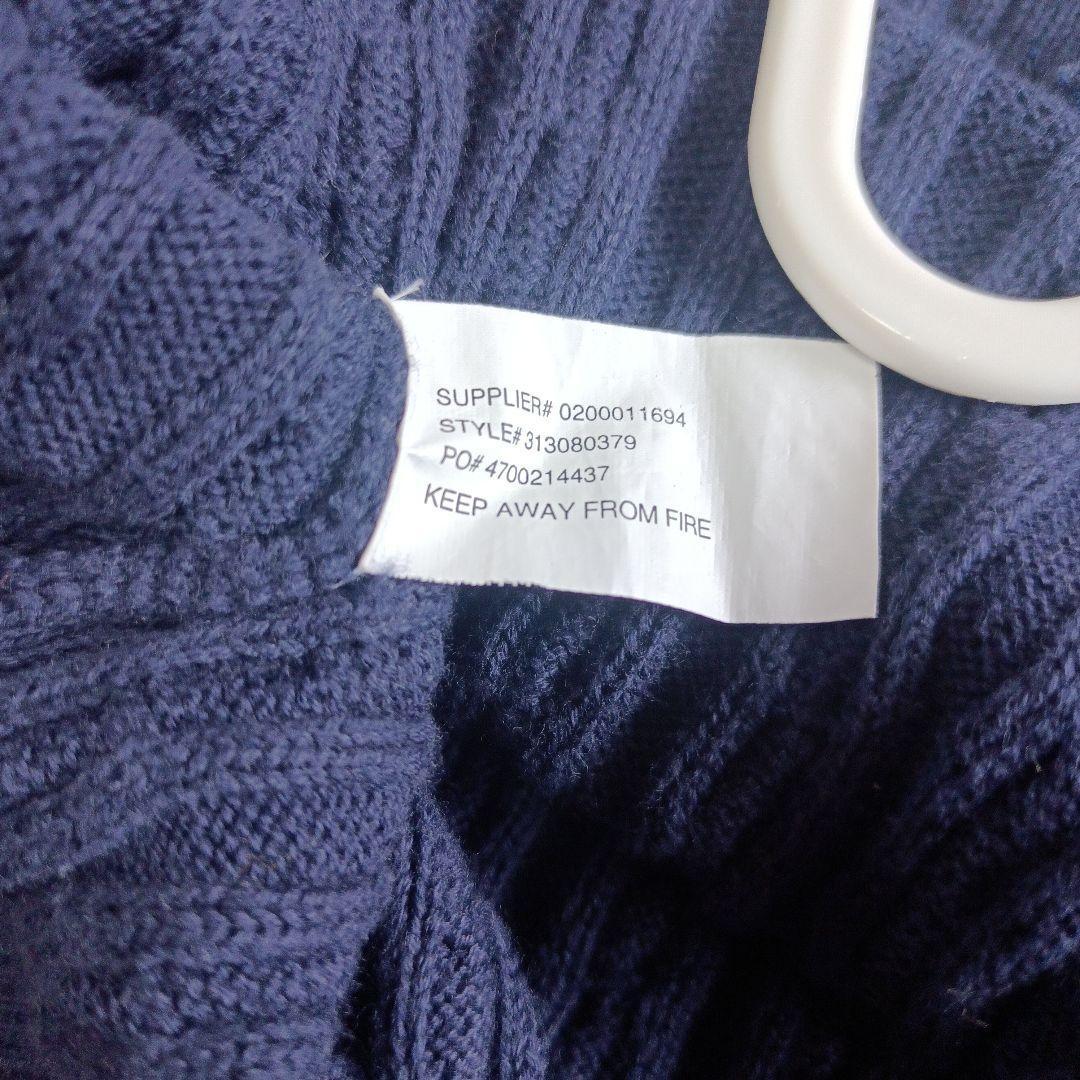 SUPPLIER# 0200011694
STYLE# 313080379
PO# 4700214437
KEEP AWAY FROM FIRE